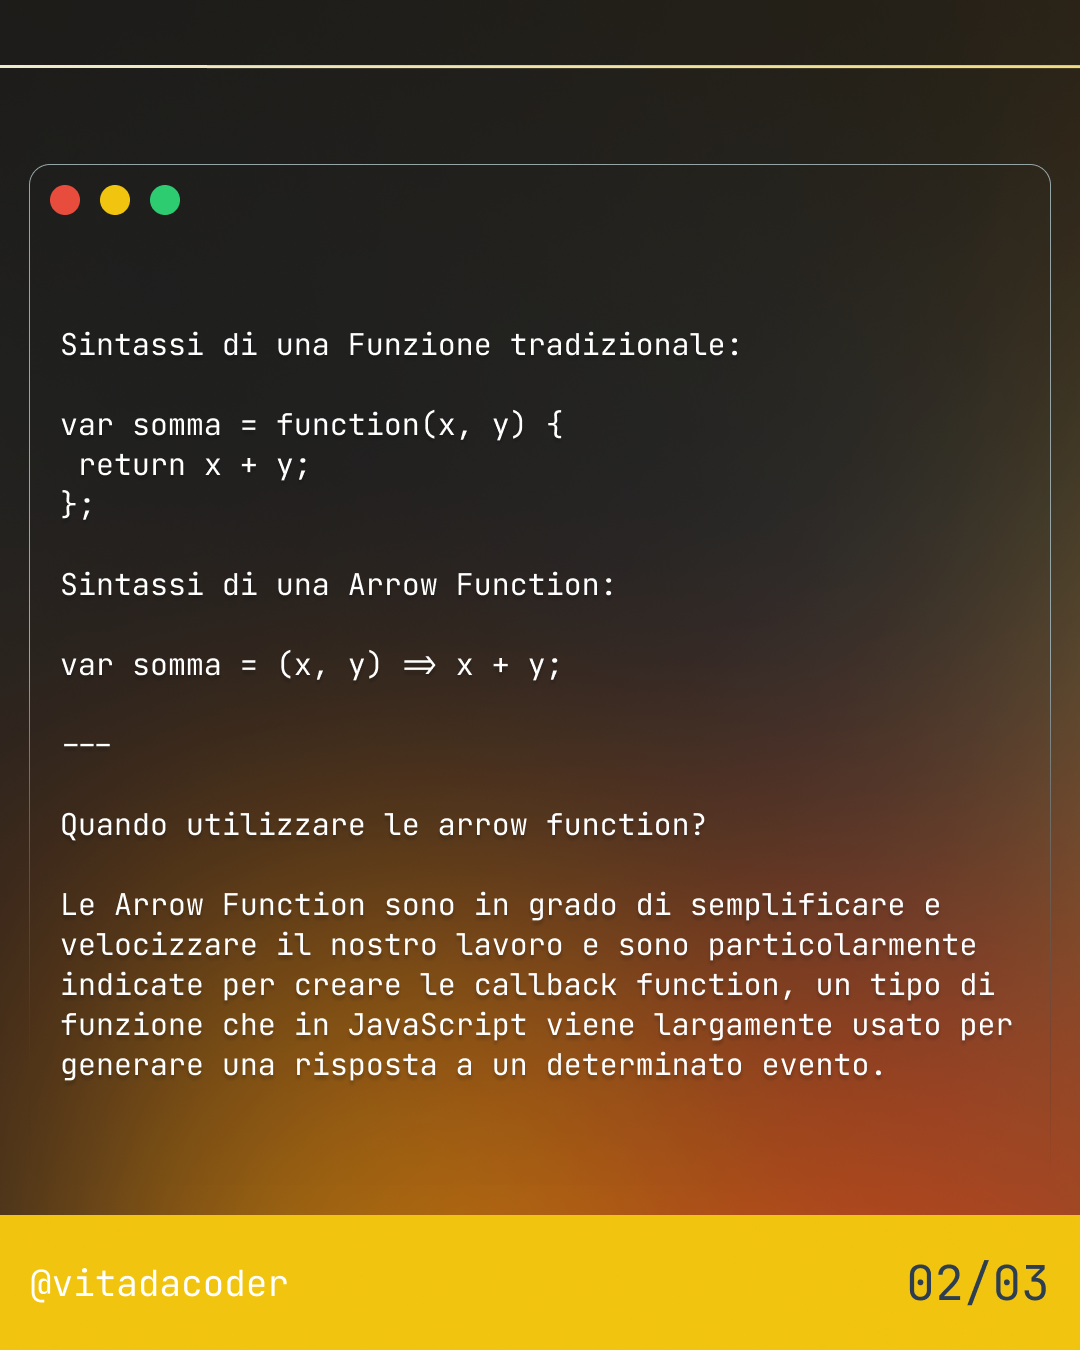 Sintassi di una Funzione tradizionale:
var somma = function(x, y) {
 return x + y;
};
Sintassi di una Arrow Function:
var somma = (x, y) => x + y;
---
Quando utilizzare le arrow function?
Le Arrow Function sono in grado di semplificare e
velocizzare il nostro lavoro e sono particolarmente
indicate per creare le callback function, un tipo di
funzione che in JavaScript viene largamente usato per
generare una risposta a un determinato evento.
@vitadacoder
02/03